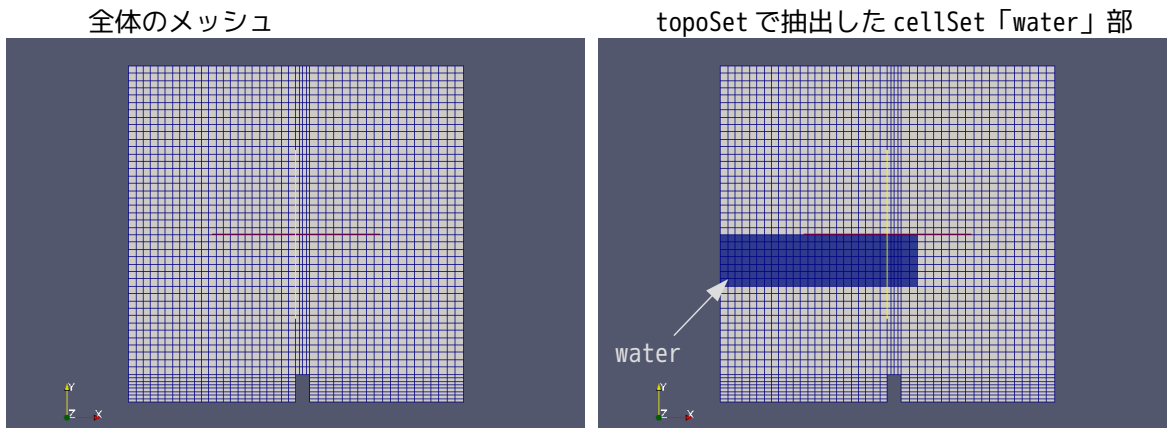 全体のメッシュ
topoSet で抽出した cellSet「water」部
water
Y
Z X
Y
Z X